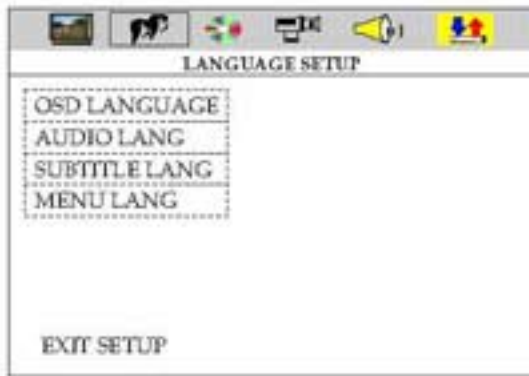 LANGUAGE SETUP
OSD LANGUAGE
AUDIO LANG
SUBTITLE LANG
MENU LANG
EXIT SETUP